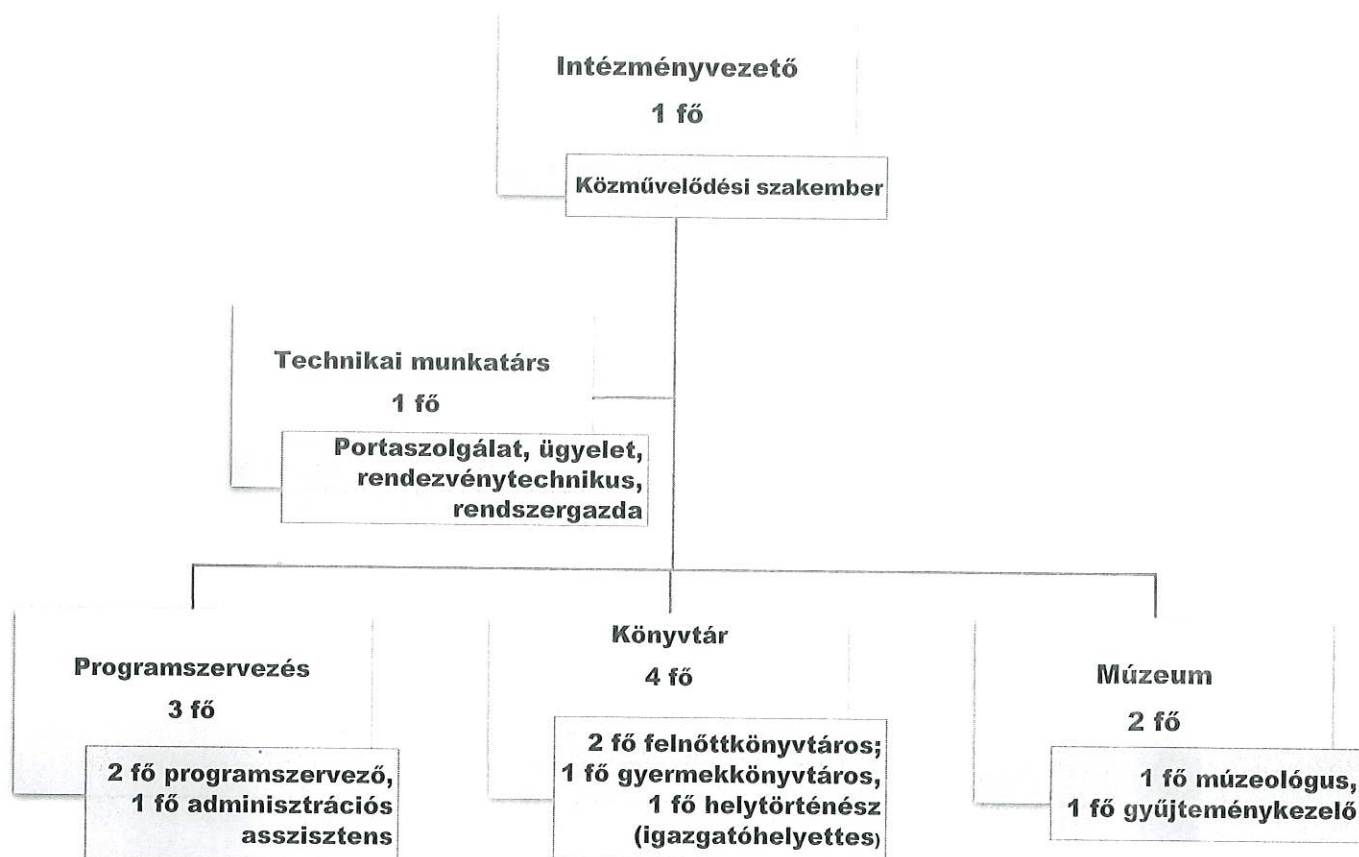 Intézményvezető
1 fő
Közművelődési szakember
Technikai munkatárs
1 fő
Portaszolgálat, ügyelet,
rendezvénytechnikus,
rendszergazda
Programszervezés
3 fő
2 fő programszervező,
1 fő adminisztrációs
asszisztens
Könyvtár
4 fő
2 fő felnőttkönyvtáros;
1 fő gyermekkönyvtáros,
1 fő helytörténész
(igazgatóhelyettes)
Múzeum
2 fő
1 fő múzeológus,
1 fő gyűjteménykezelő